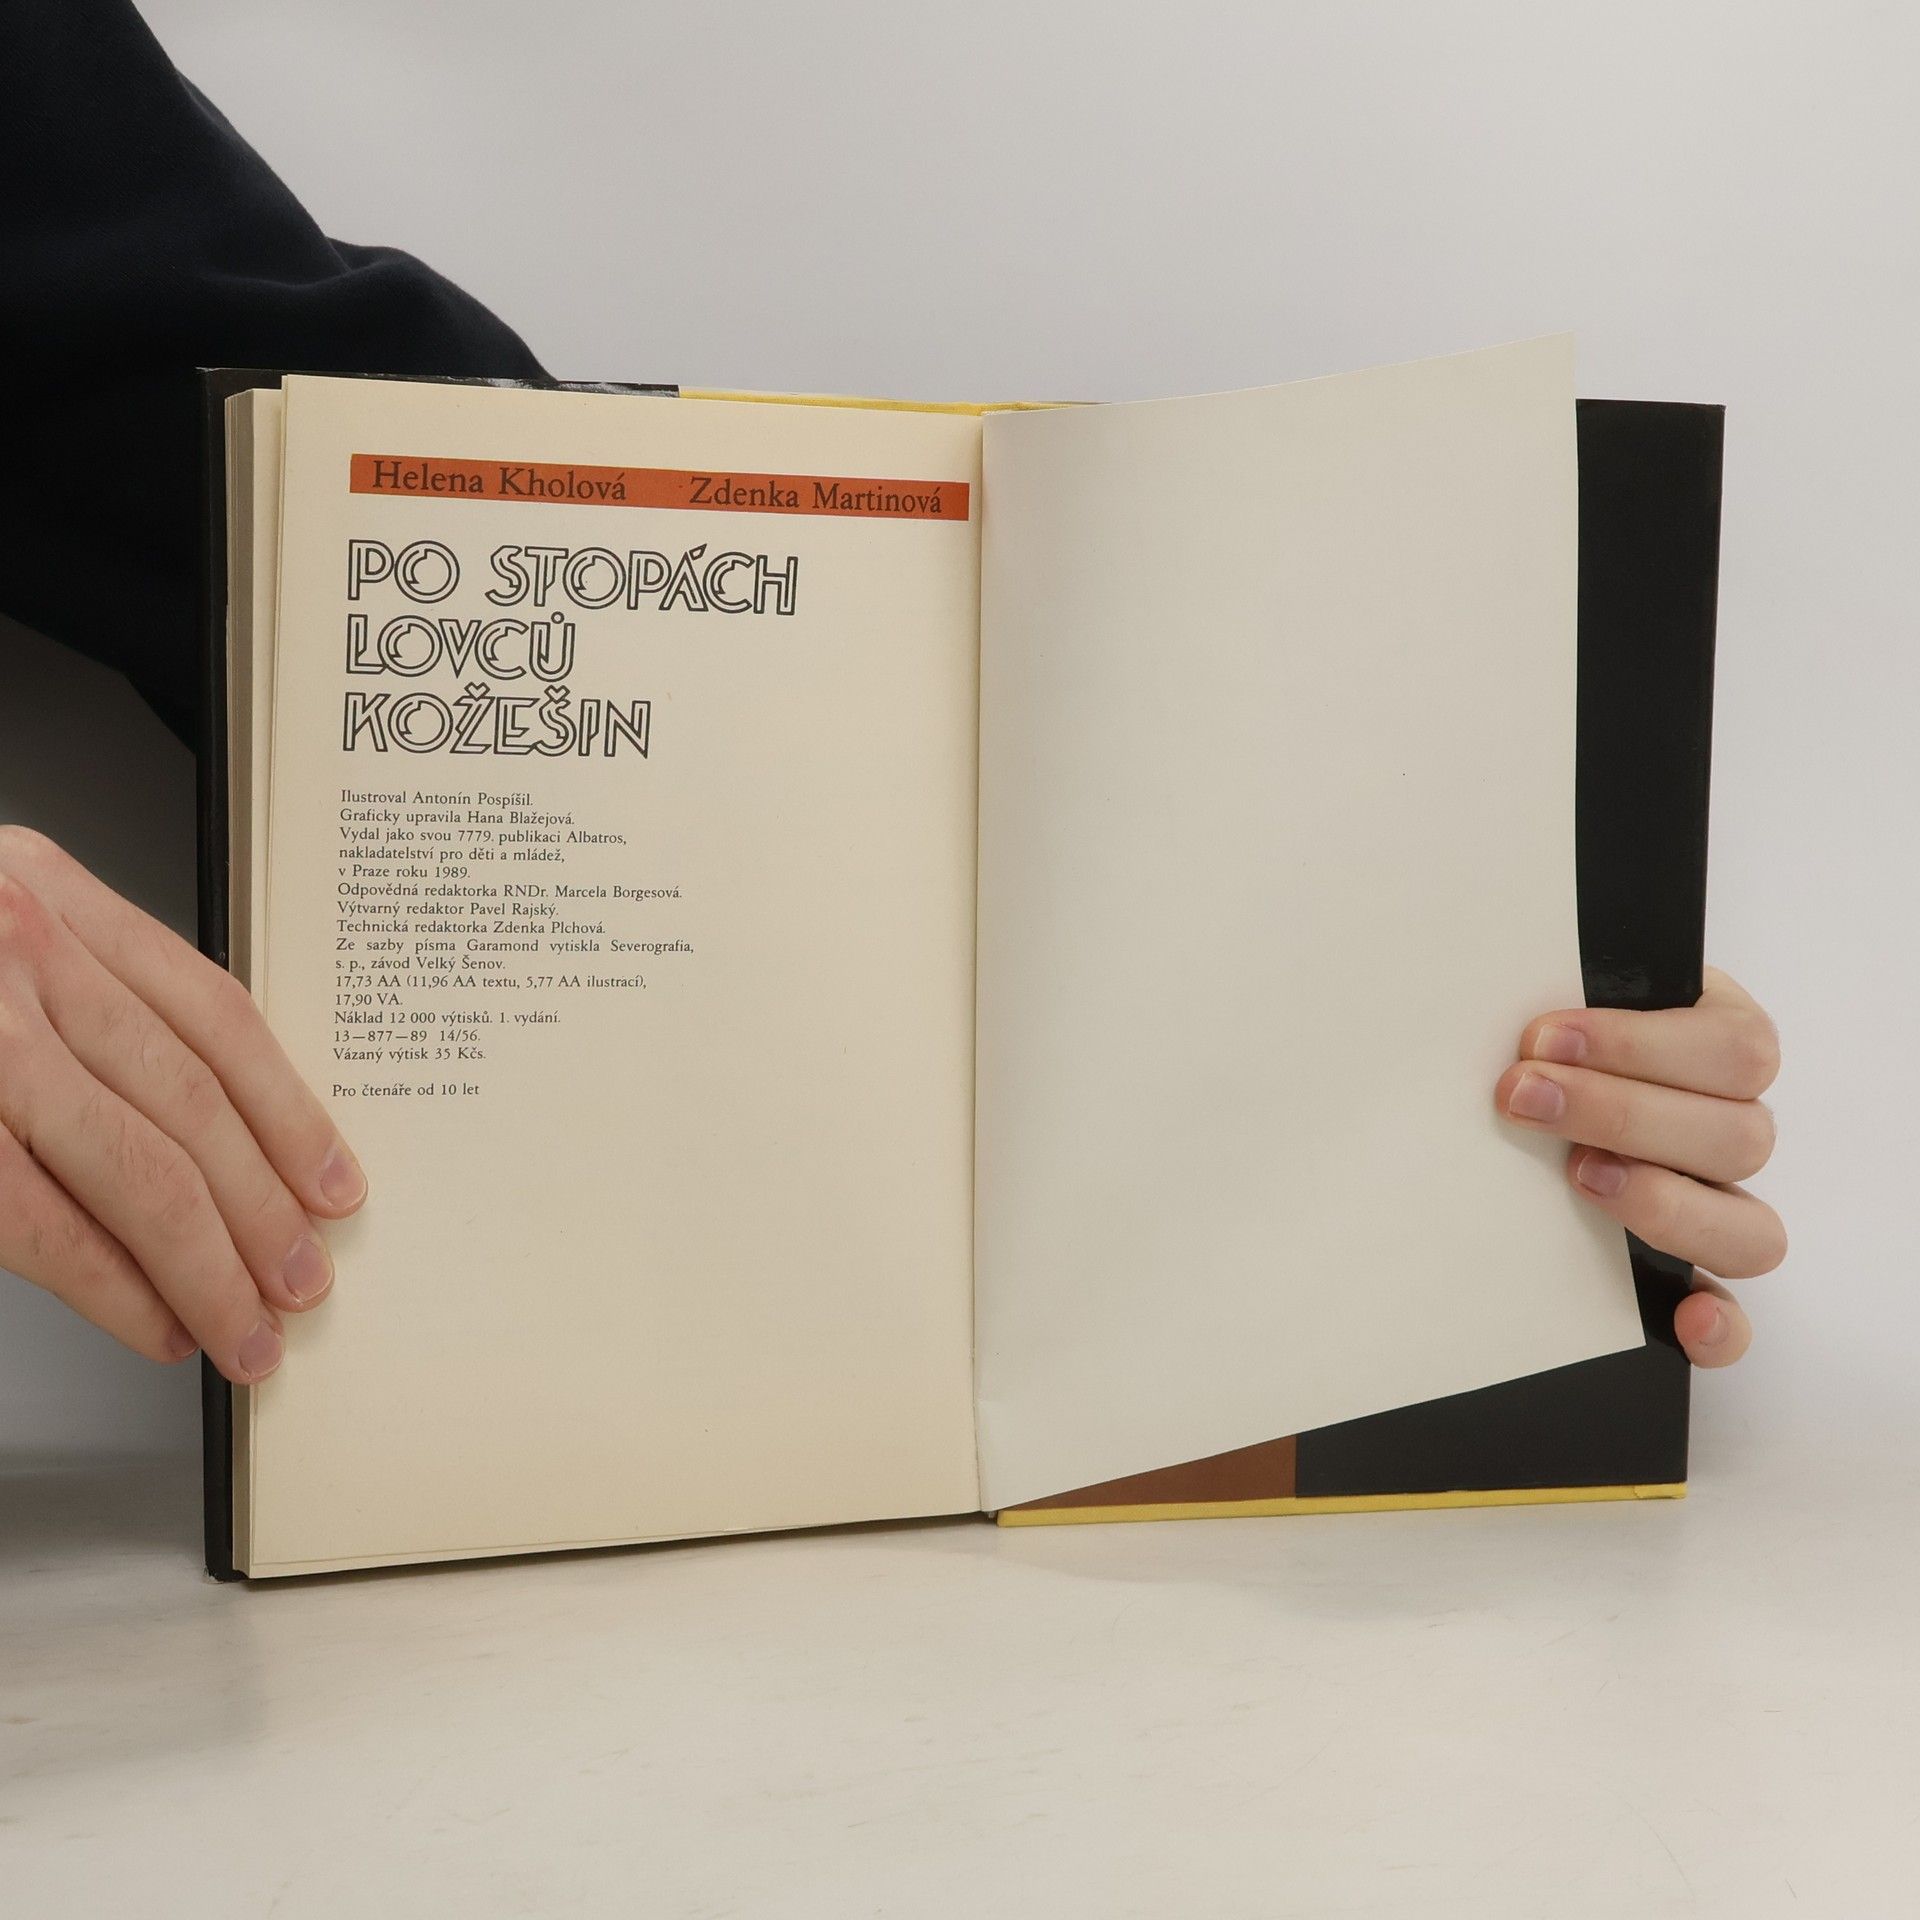 Helena Kholová Zdenka Martinová
PO STOPÁCH
LOVCŮ
KOŽEŠIN
Ilustroval Antonín Pospíšil.
Graficky upravila Hana Blažejová.
Vydal jako svou 7779. publikaci Albatros,
nakladatelství pro děti a mládež,
v Praze roku 1989.
Odpovědná redaktorka RNDr. Marcela Borgesová.
Výtvarný redaktor Pavel Rajský.
Technická redaktorka Zdenka Plchová.
Ze sazby písma Garamond vytiskla Severografia,
s. p., závod Velký Šenov.
17,73 AA (11,96 AA textu, 5,77 AA ilustrací),
17,90 VA.
Náklad 12 000 výtisků. 1. vydání.
13—877—89 14/56.
Vázaný výtisk 35 Kčs.
Pro čtenáře od 10 let